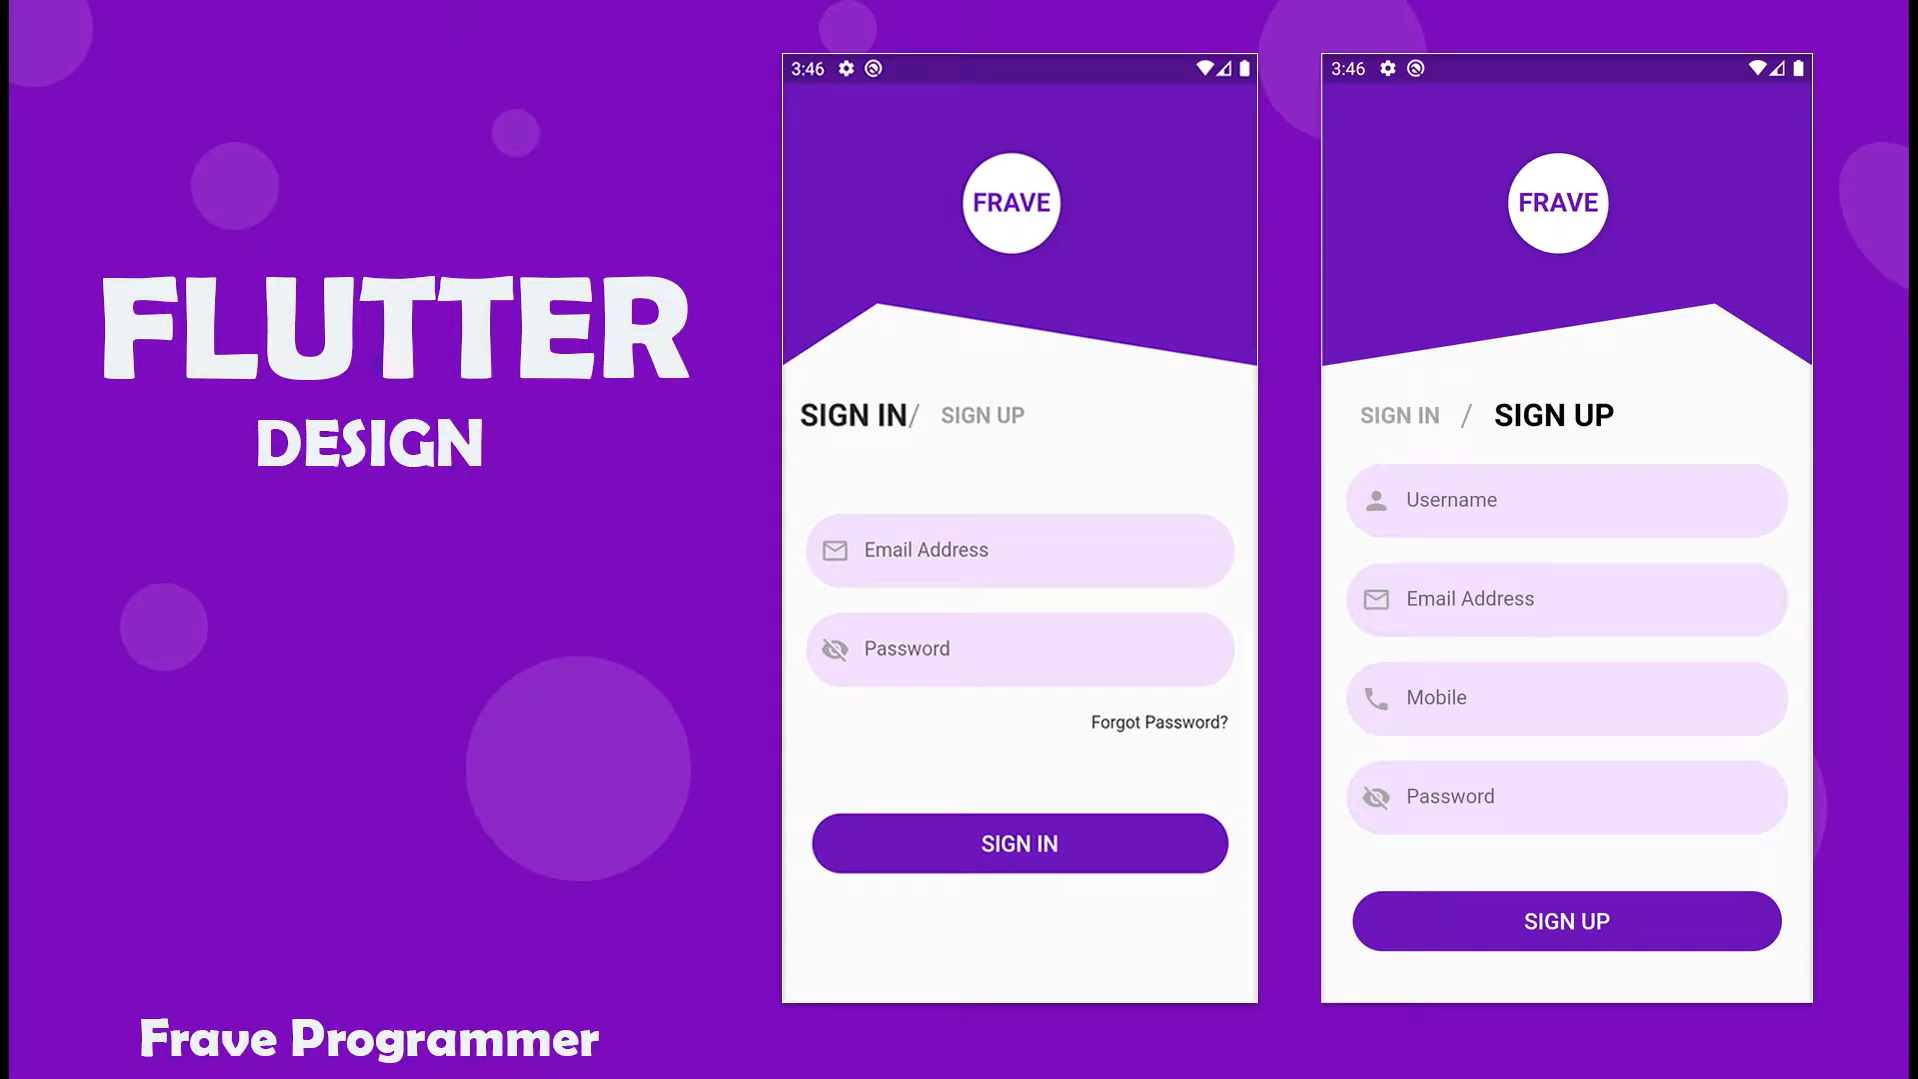 FLUTTER
DESIGN
Frave Programmer
3:46
FRAVE
SIGN IN/ SIGN UP
Email Address
Password
Forgot Password?
SIGN IN
3:46
FRAVE
SIGN IN / SIGN UP
Username
Email Address
Mobile
Password
SIGN UP